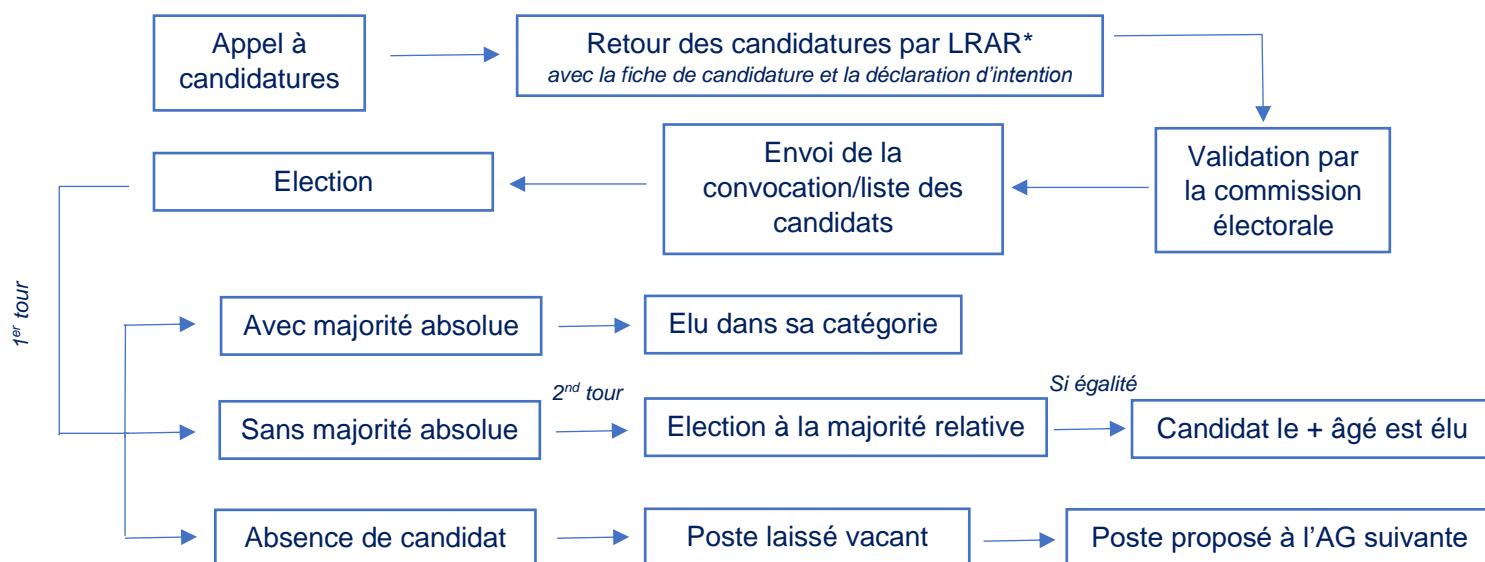 Appel à
candidatures
Retour des candidatures par LRAR*
avec la fiche de candidature et la déclaration d'intention
Validation par
la commission
électorale
Envoi de la
convocation/liste des
candidats
Election
1er tour
Avec majorité absolue
Elu dans sa catégorie
Sans majorité absolue
2nd tour
Election à la majorité relative
Si égalité
Candidat le + âgé est élu
Absence de candidat
Poste laissé vacant
Poste proposé à l'AG suivante